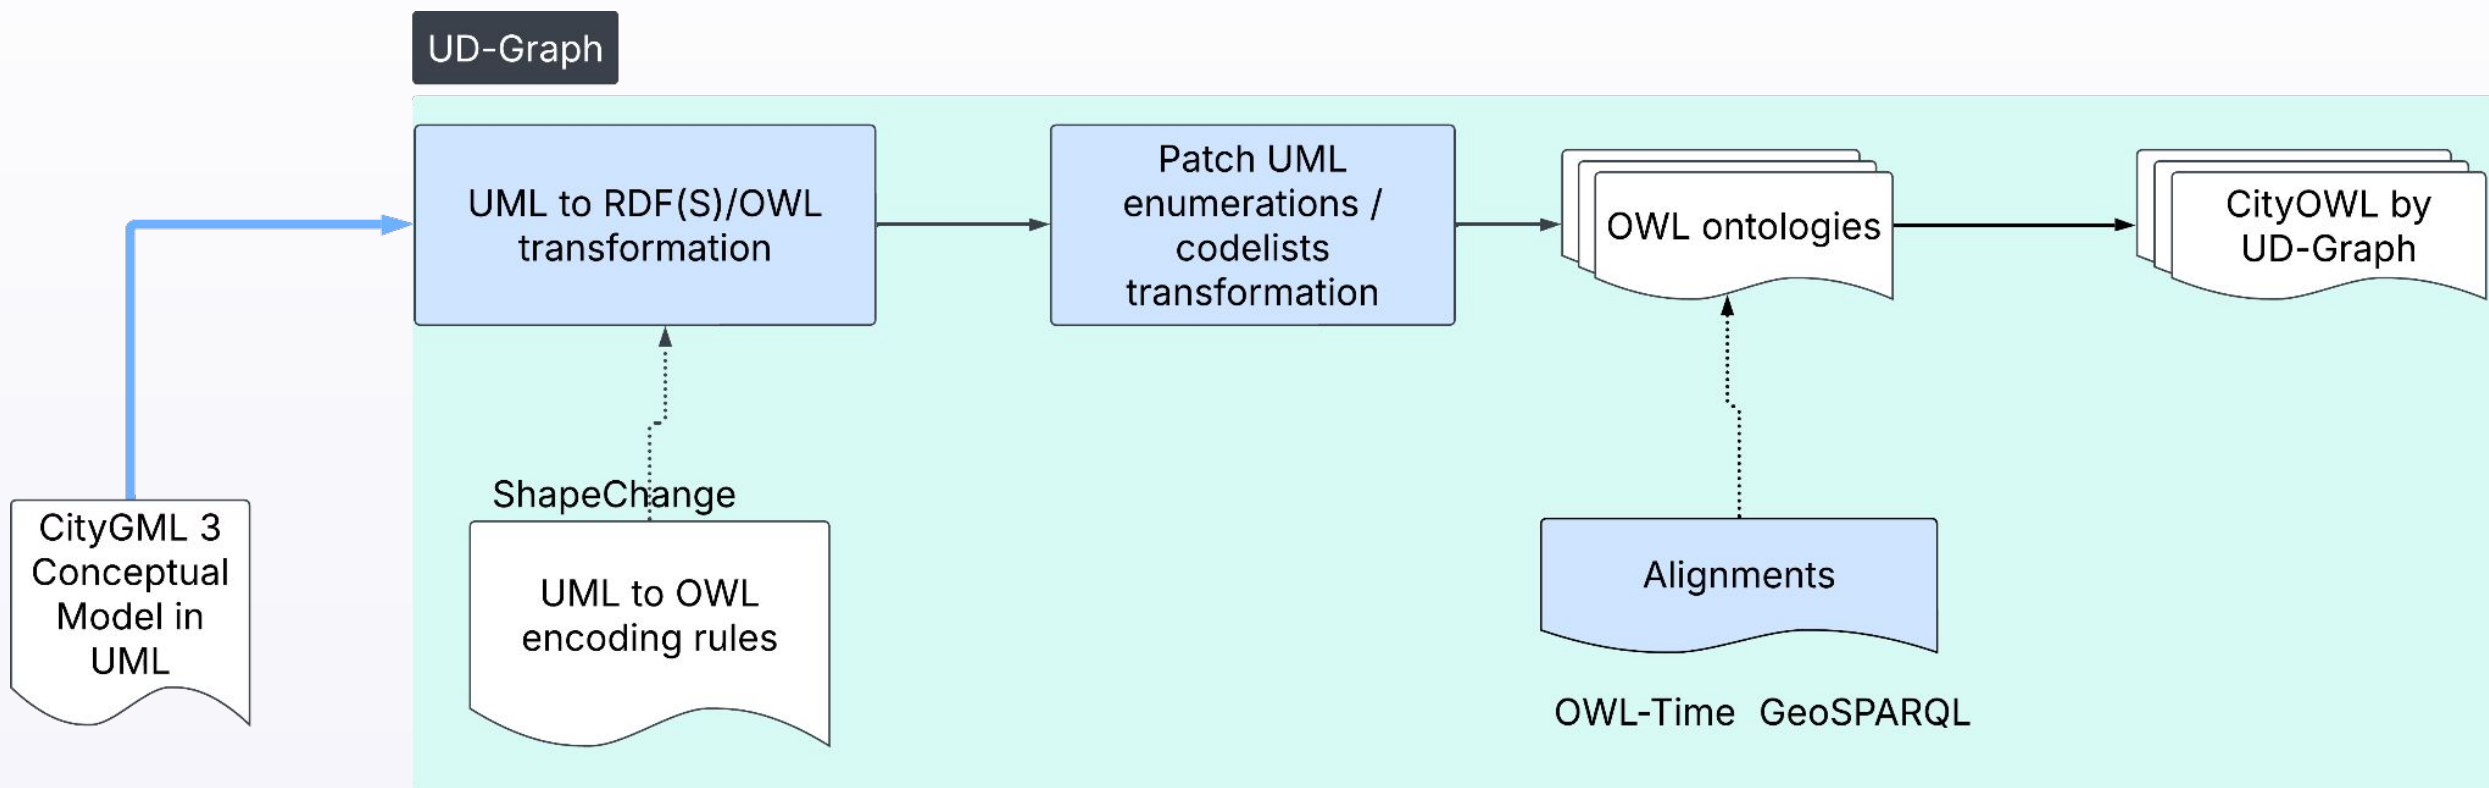 UD-Graph
UML to RDF(S)/OWL
transformation
Patch UML
enumerations /
codelists
transformation
OWL ontologies
CityOWL by
UD-Graph
CityGML 3
Conceptual
Model in
UML
ShapeChange
UML to OWL
encoding rules
Alignments
OWL-Time GeoSPARQL